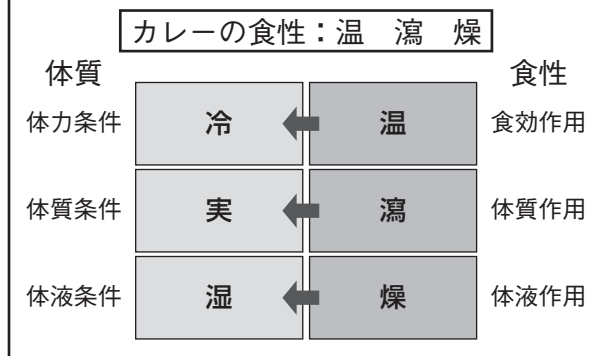 カレーの食性：温　瀉　燥
体質　食性
体力条件　冷　温　食効作用
体質条件　実　瀉　体質作用
体液条件　湿　燥　体液作用